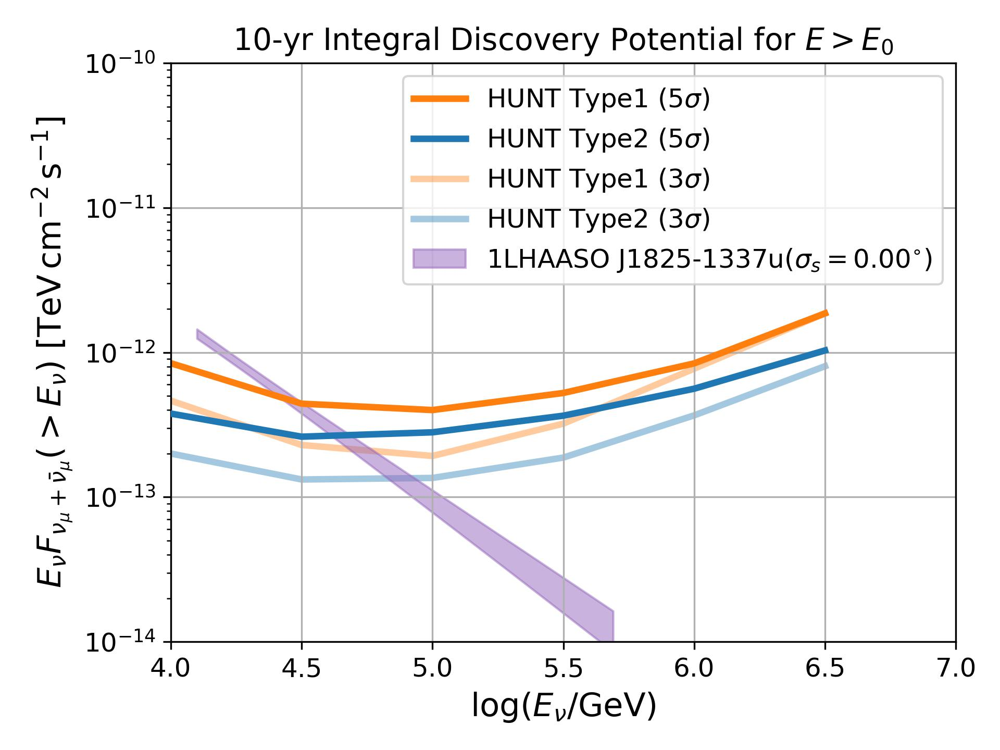 10-yr Integral Discovery Potential for E > E₀
E_ν F_{ν_μ + ν̄_μ}(> E_ν) [TeV cm⁻² s⁻¹]
10⁻¹⁰
10⁻¹¹
10⁻¹²
10⁻¹³
10⁻¹⁴
HUNT Type1 (5σ)
HUNT Type2 (5σ)
HUNT Type1 (3σ)
HUNT Type2 (3σ)
1LHAASO J1825-1337u(σₛ = 0.00°)
4.0 4.5 5.0 5.5 6.0 6.5 7.0
log(E_ν/GeV)